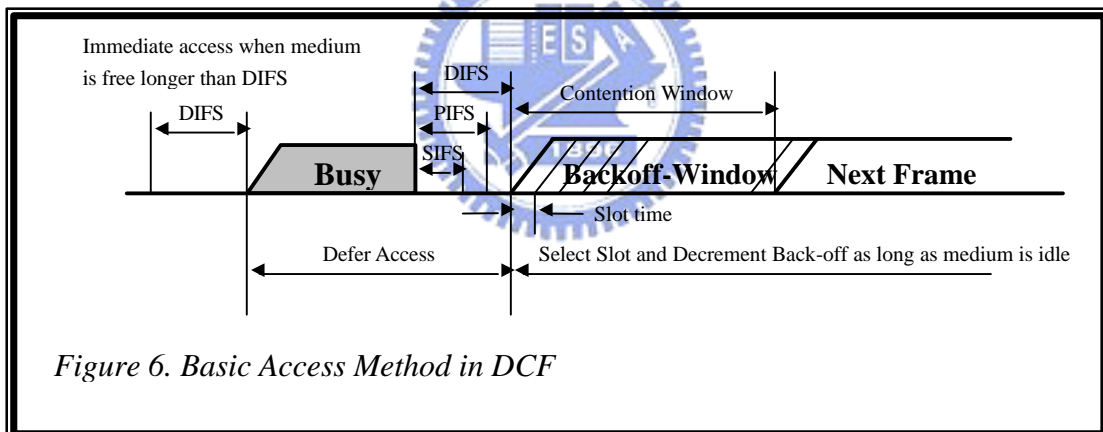 Immediate access when medium
is free longer than DIFS
DIFS
DIFS
Contention Window
PIFS
SIFS
Busy
Backoff-Window
Next Frame
Slot time
Defer Access
Select Slot and Decrement Back-off as long as medium is idle
Figure 6. Basic Access Method in DCF
E S A
1896